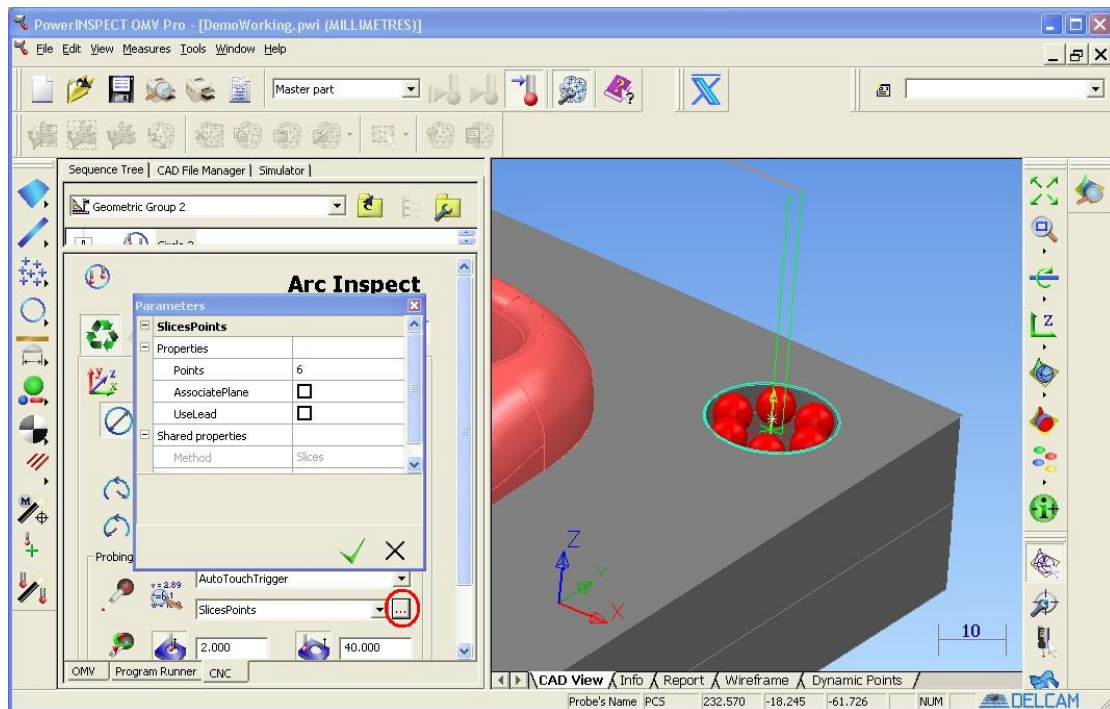 PowerINSPECT OMV Pro - [DemoWorking.pwi (MILLIMETRES)]
File Edit View Measures Tools Window Help
Master part
Sequence Tree CAD File Manager Simulator
Geometric Group 2
Arc Inspect
Parameters
SlicesPoints
Properties
Points 6
AssociatePlane
UseLead
Shared properties
Method Slices
Probing
AutoTouchTrigger
SlicesPoints ...
2.000 40.000
OMV Program Runner CNC
Z
Y
X
10
CAD View Info Report Wireframe Dynamic Points
Probe's Name PCS 232.570 -18.245 -61.726 NUM DELCAM